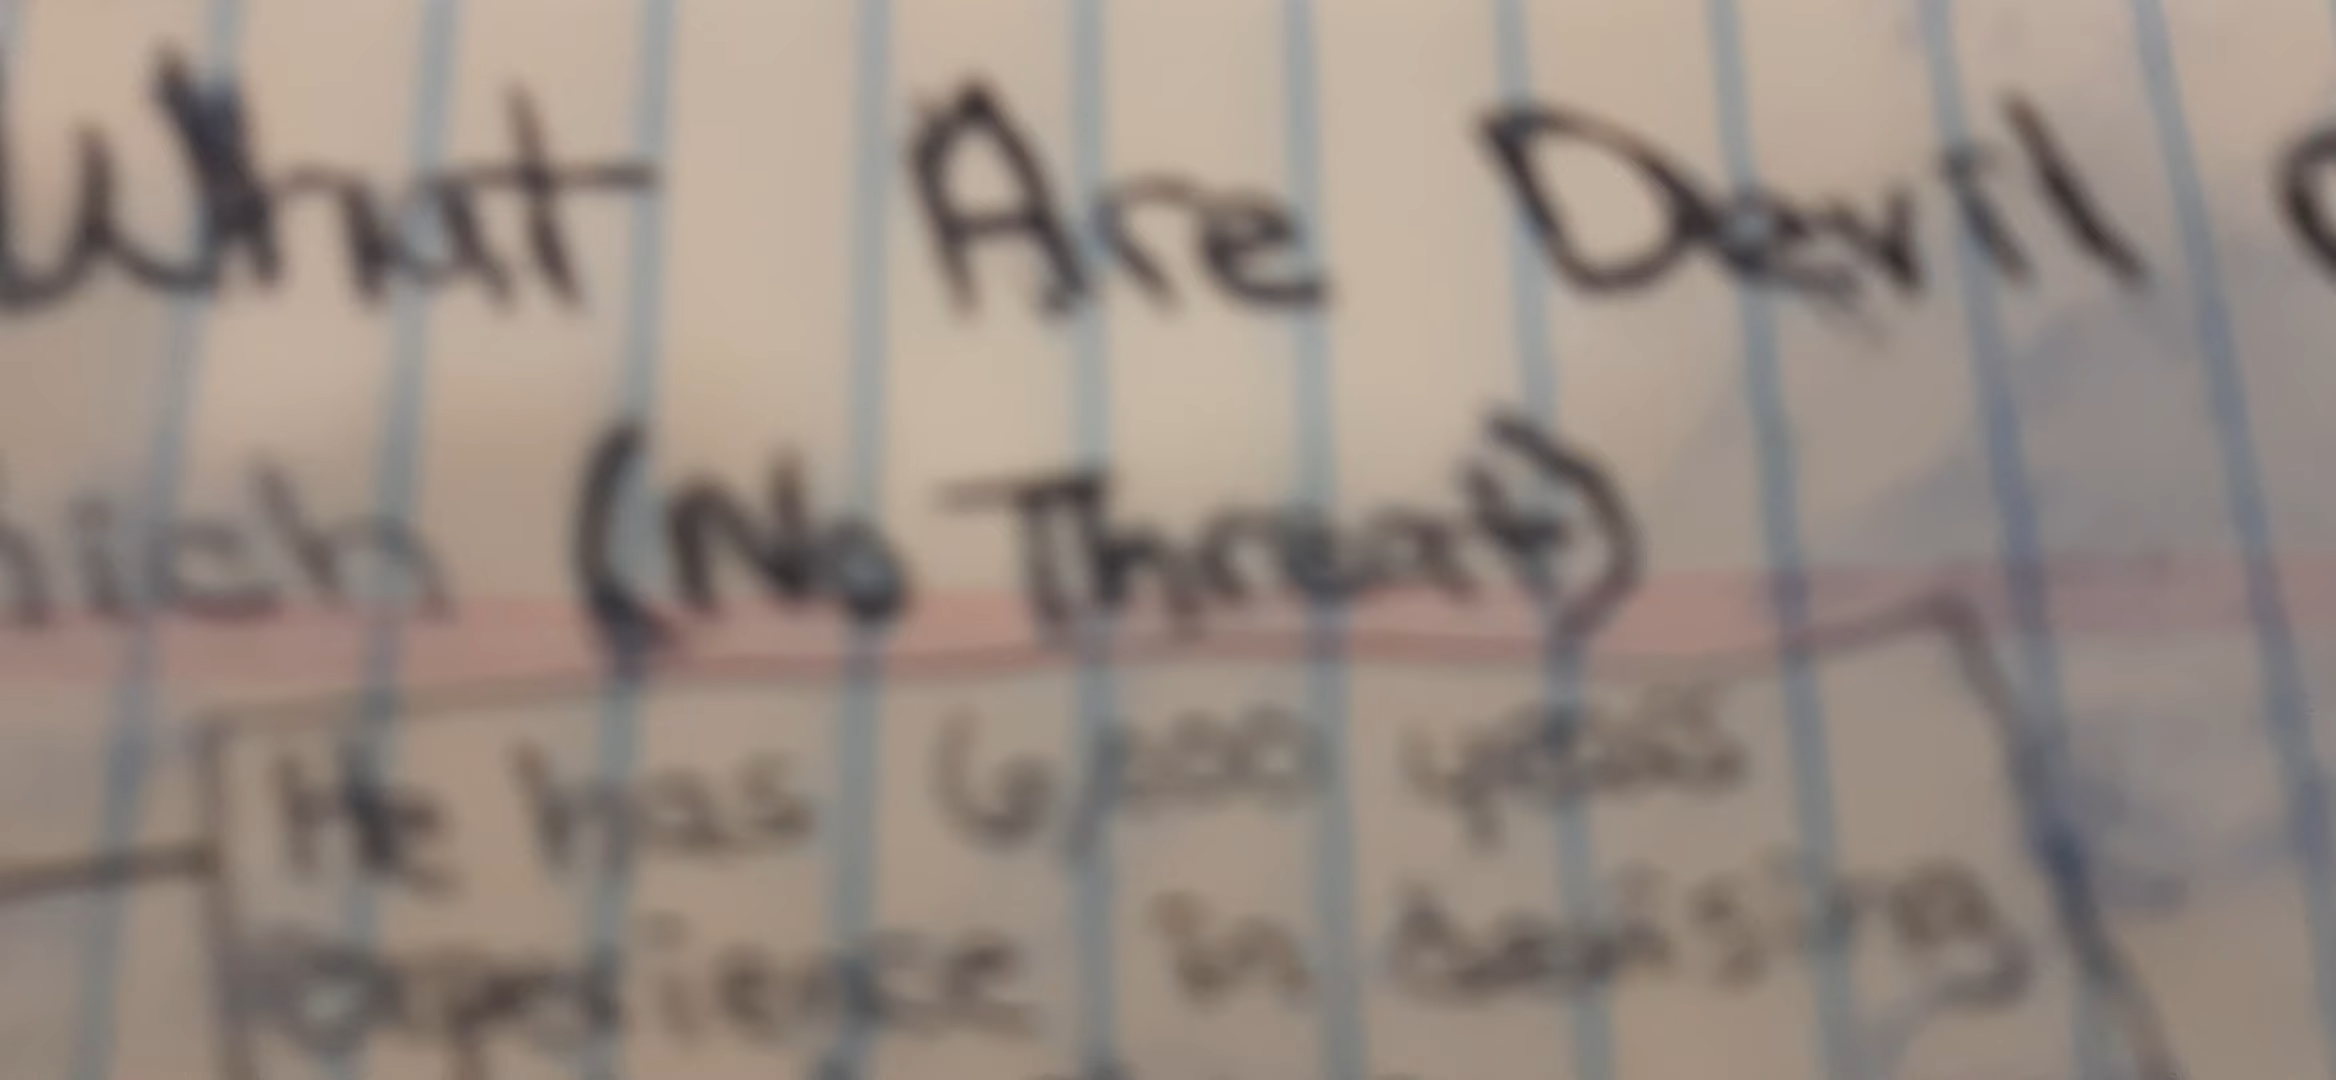 What Are Devil
(No Threat)
He has 6,000 years
experience in